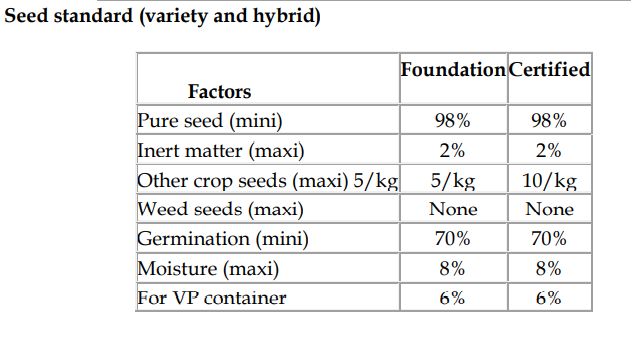 Seed standard (variety and hybrid)
Factors Foundation Certified
Pure seed (mini) 98% 98%
Inert matter (maxi) 2% 2%
Other crop seeds (maxi) 5/kg 5/kg 10/kg
Weed seeds (maxi) None None
Germination (mini) 70% 70%
Moisture (maxi) 8% 8%
For VP container 6% 6%